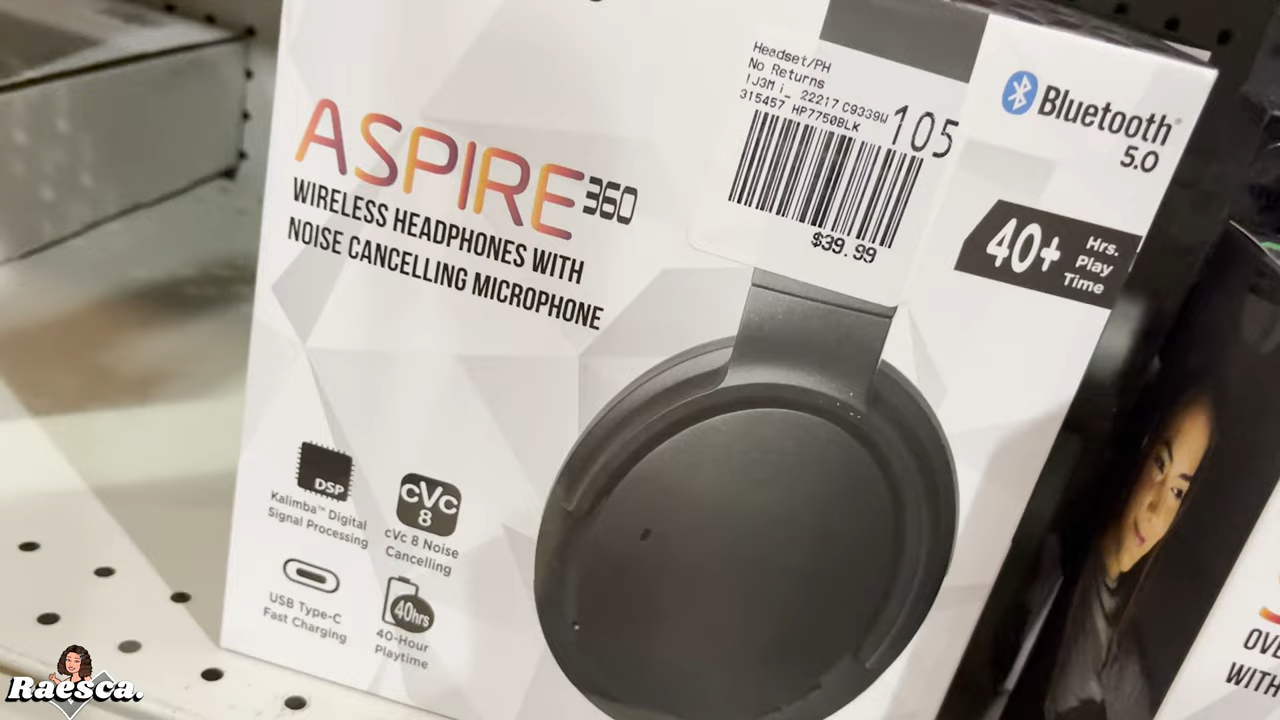 Headset/PH
No Returns
1J3M i- 22217 C9339W
315457 HP7750BLK
105
$39.99
Bluetooth®
5.0
40+ Hrs.
Play
Time
ASPIRE360
WIRELESS HEADPHONES WITH
NOISE CANCELLING MICROPHONE
DSP
Kalimba™ Digital
Signal Processing
cVc
8
cVc 8 Noise
Cancelling
USB Type-C
Fast Charging
40hrs
40-Hour
Playtime
WITH
Raesca.